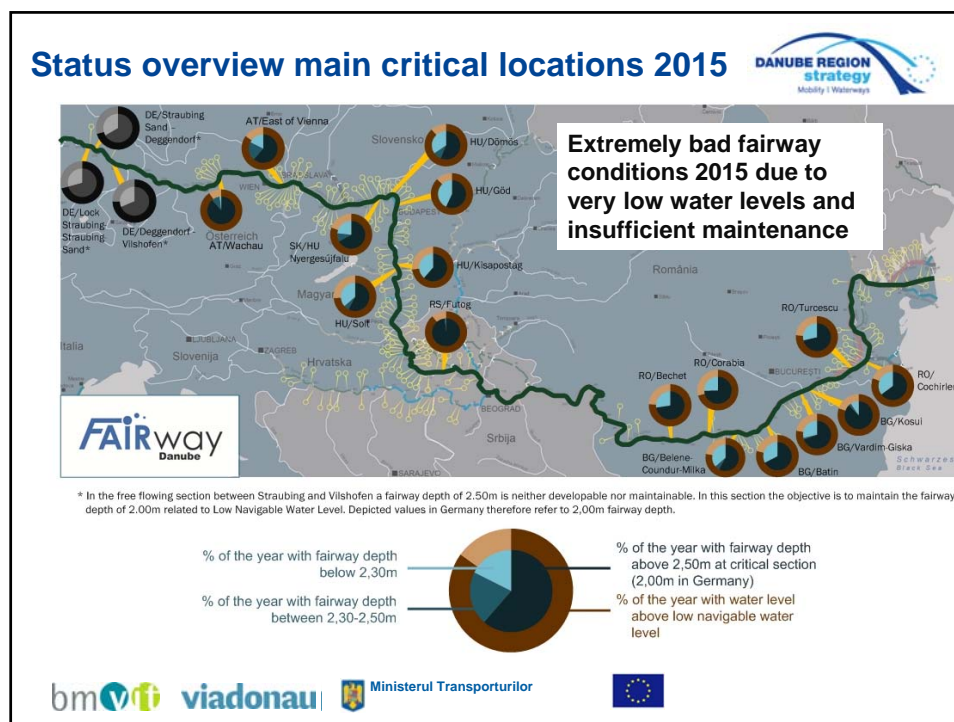 Status overview main critical locations 2015
DANUBE REGION
strategy
Mobility | Waterways
Extremely bad fairway
conditions 2015 due to
very low water levels and
insufficient maintenance
DE/Straubing
Sand –
Deggendorf*
DE/Lock
Straubing-
Straubing
Sand*
DE/Deggendorf -
Vilshofen*
AT/East of Vienna
WIEN
Österreich
AT/Wachau
BRATISLAVA
Slovensko
HU/Dömös
HU/Göd
BUDAPEST
SK/HU
Nyergesújfalu
HU/Kisapostag
Magyar
HU/Solt
RS/Futog
România
Italia
LJUBLJANA
Slovenija
ZAGREB
Hrvatska
BEOGRAD
Srbija
SARAJEVO
RO/Turcescu
RO/Corabia
BUCUREȘTI
RO/Bechet
RO/
Cochirleni
BG/Kosui
BG/Vardim-Giska
BG/Belene-
Coundur-Milka
BG/Batin
Schwarzes
Black Sea
FAIRway
Danube
* In the free flowing section between Straubing and Vilshofen a fairway depth of 2.50m is neither developable nor maintainable. In this section the objective is to maintain the fairway
depth of 2.00m related to Low Navigable Water Level. Depicted values in Germany therefore refer to 2,00m fairway depth.
% of the year with fairway depth
below 2,30m
% of the year with fairway depth
between 2,30-2,50m
% of the year with fairway depth
above 2,50m at critical section
(2,00m in Germany)
% of the year with water level
above low navigable water
level
bmvit
viadonau
Ministerul Transporturilor